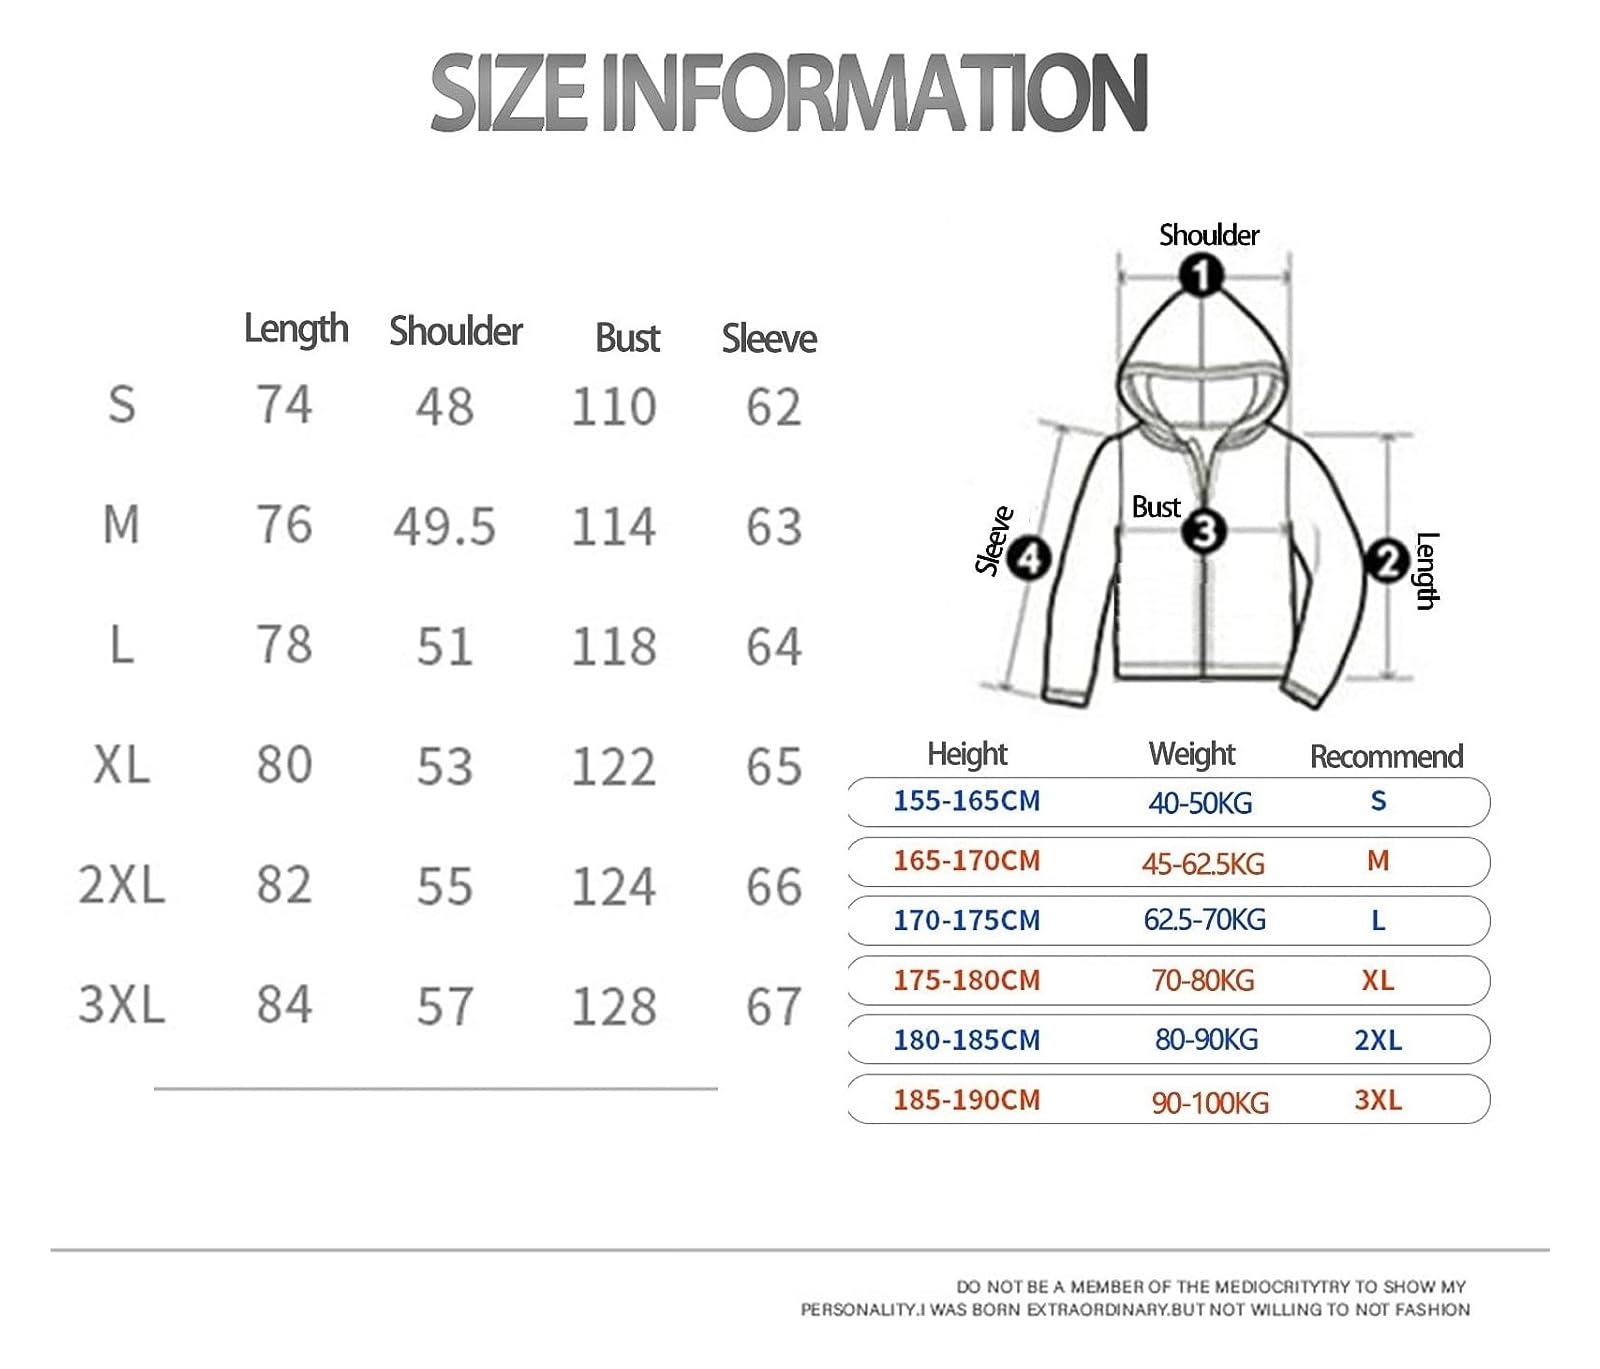 SIZE INFORMATION
Length Shoulder Bust Sleeve
S 74 48 110 62
M 76 49.5 114 63
L 78 51 118 64
XL 80 53 122 65
2XL 82 55 124 66
3XL 84 57 128 67
Shoulder
1
Bust
3
Sleeve
4
2
Length
Height Weight Recommend
155-165CM 40-50KG S
165-170CM 45-62.5KG M
170-175CM 62.5-70KG L
175-180CM 70-80KG XL
180-185CM 80-90KG 2XL
185-190CM 90-100KG 3XL
DO NOT BE A MEMBER OF THE MEDIOCRITYTRY TO SHOW MY
PERSONALITY.I WAS BORN EXTRAORDINARY.BUT NOT WILLING TO NOT FASHION